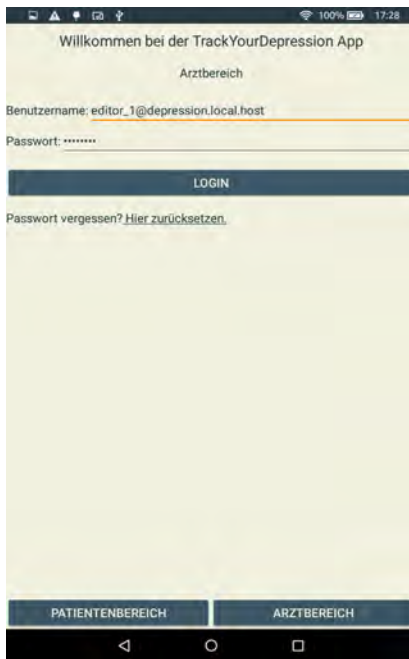 100% 17:28
Willkommen bei der TrackYourDepression App
Arztbereich
Benutzername: editor_1@depression.local.host
Passwort: ••••••••
LOGIN
Passwort vergessen? Hier zurücksetzen.
PATIENTENBEREICH ARZTBEREICH